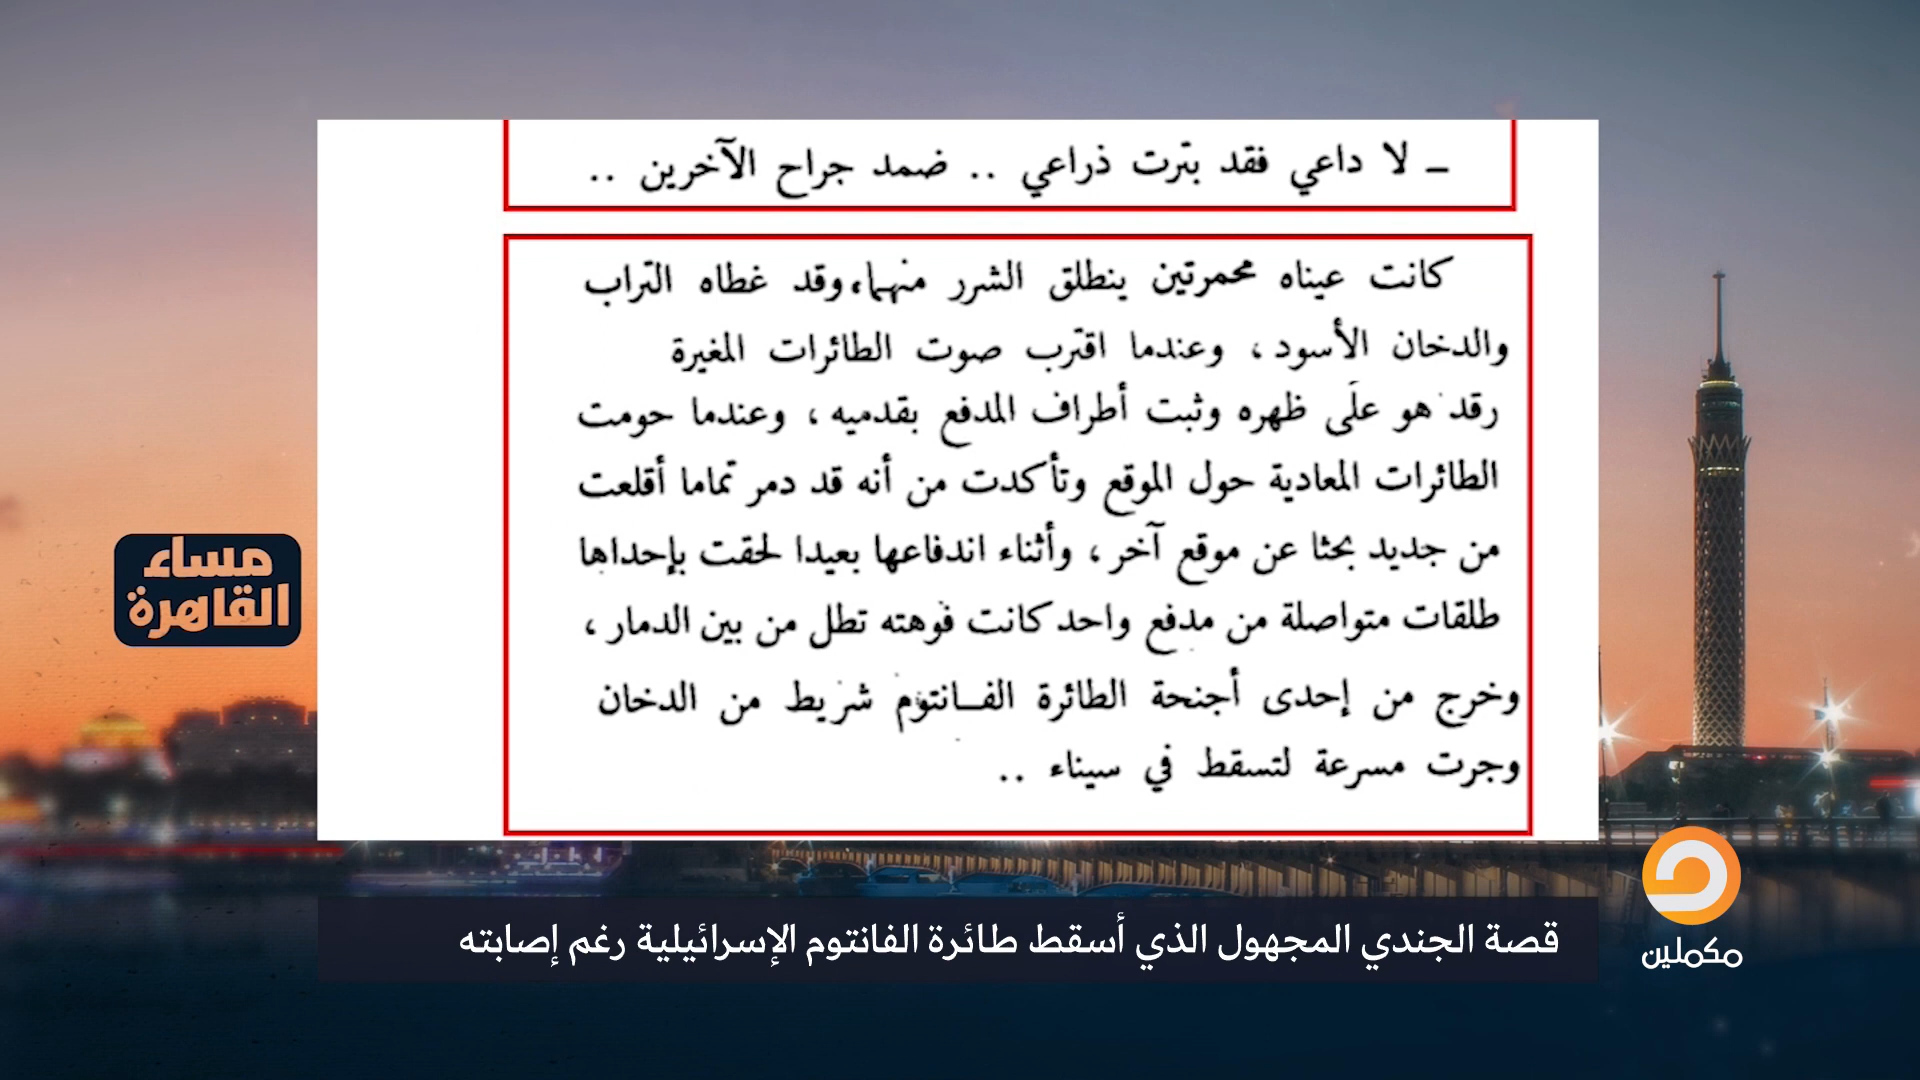 ـ لا داعي فقد بترت ذراعي .. ضمد جراح الآخرين ..
كانت عيناه محمرتين ينطلق الشرر منهما، وقد غطاه التراب
والدخان الأسود ، وعندما اقترب صوت الطائرات المغيرة
رقد هو على ظهره وثبت أطراف المدفع بقدميه ، وعندما حومت
الطائرات المعادية حول الموقع وتأكدت من أنه قد دمر تماما أقلعت
من جديد بحثا عن موقع آخر ، وأثناء اندفاعها بعيدا لحقت بإحداها
طلقات متواصلة من مدفع واحد كانت فوهته تطل من بين الدمار ،
وخرج من إحدى أجنحة الطائرة الفــانتوم شريط من الدخان
وجرت مسرعة لتسقط في سيناء ..
مساء
القاهرة
قصة الجندي المجهول الذي أسقط طائرة الفانتوم الإسرائيلية رغم إصابته
مكملين